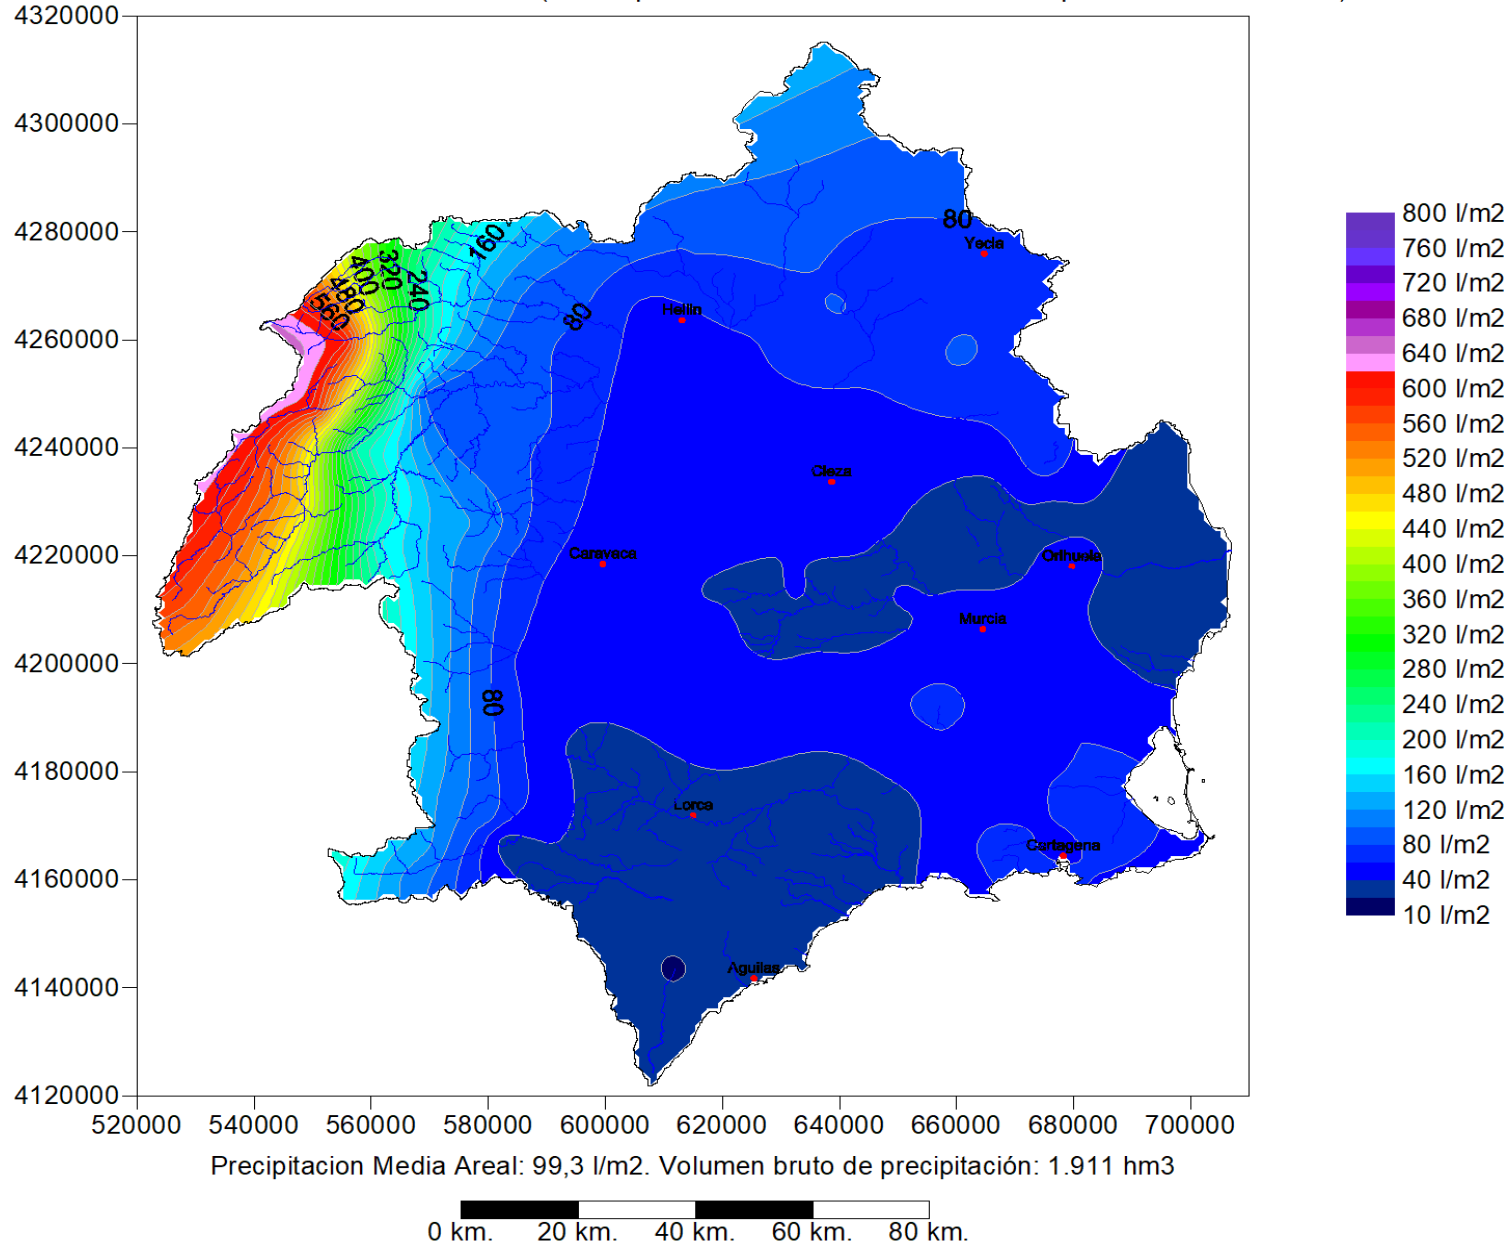 4320000
4300000
4280000
4260000
4240000
4220000
4200000
4180000
4160000
4140000
4120000
520000 540000 560000 580000 600000 620000 640000 660000 680000 700000
80
Yecla
160
320
400
240
480
560
80
Hellin
Cieza
Caravaca
Orihuela
Murcia
80
Lorca
Cartagena
Aguilas
800 l/m2
760 l/m2
720 l/m2
680 l/m2
640 l/m2
600 l/m2
560 l/m2
520 l/m2
480 l/m2
440 l/m2
400 l/m2
360 l/m2
320 l/m2
280 l/m2
240 l/m2
200 l/m2
160 l/m2
120 l/m2
80 l/m2
40 l/m2
10 l/m2
Precipitacion Media Areal: 99,3 l/m2. Volumen bruto de precipitación: 1.911 hm3
0 km. 20 km. 40 km. 60 km. 80 km.